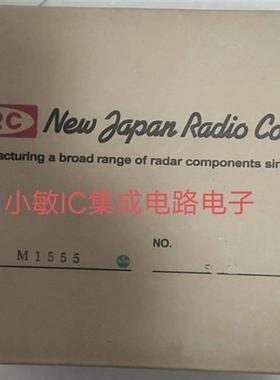 RC New Japan Radio Co
acturing a broad range of radar components sin
小敏IC集成电路电子
M1555
NO.